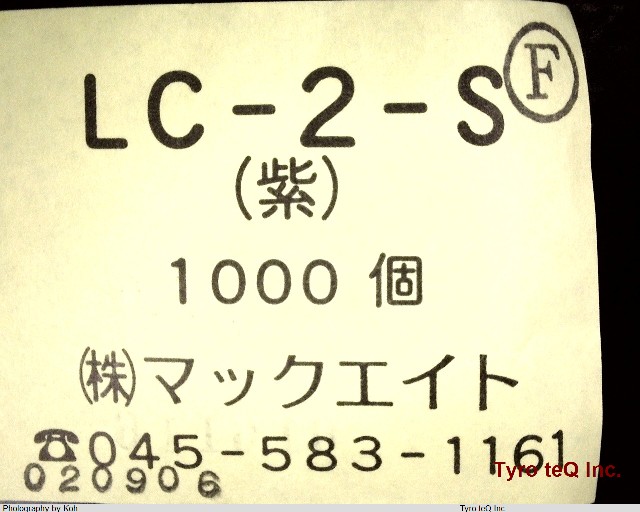 LC-2-S Ⓕ
(紫)
1000 個
㈱マックエイト
☎045-583-1161
020906
Tyro teQ Inc.
Photography by Koh
Tyro teQ Inc